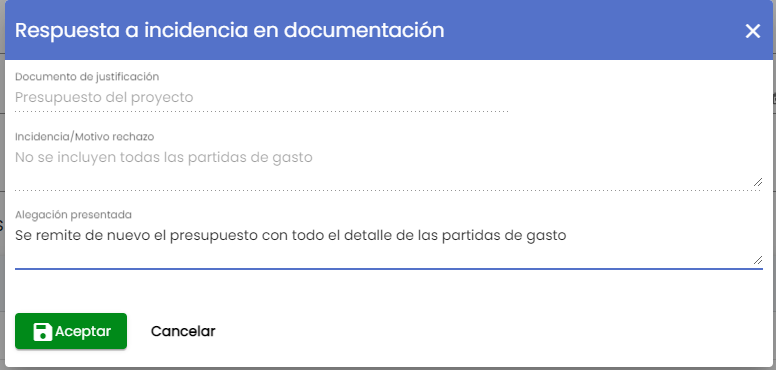 Respuesta a incidencia en documentación
Documento de justificación
Presupuesto del proyecto
Incidencia/Motivo rechazo
No se incluyen todas las partidas de gasto
Alegación presentada
Se remite de nuevo el presupuesto con todo el detalle de las partidas de gasto
Aceptar Cancelar